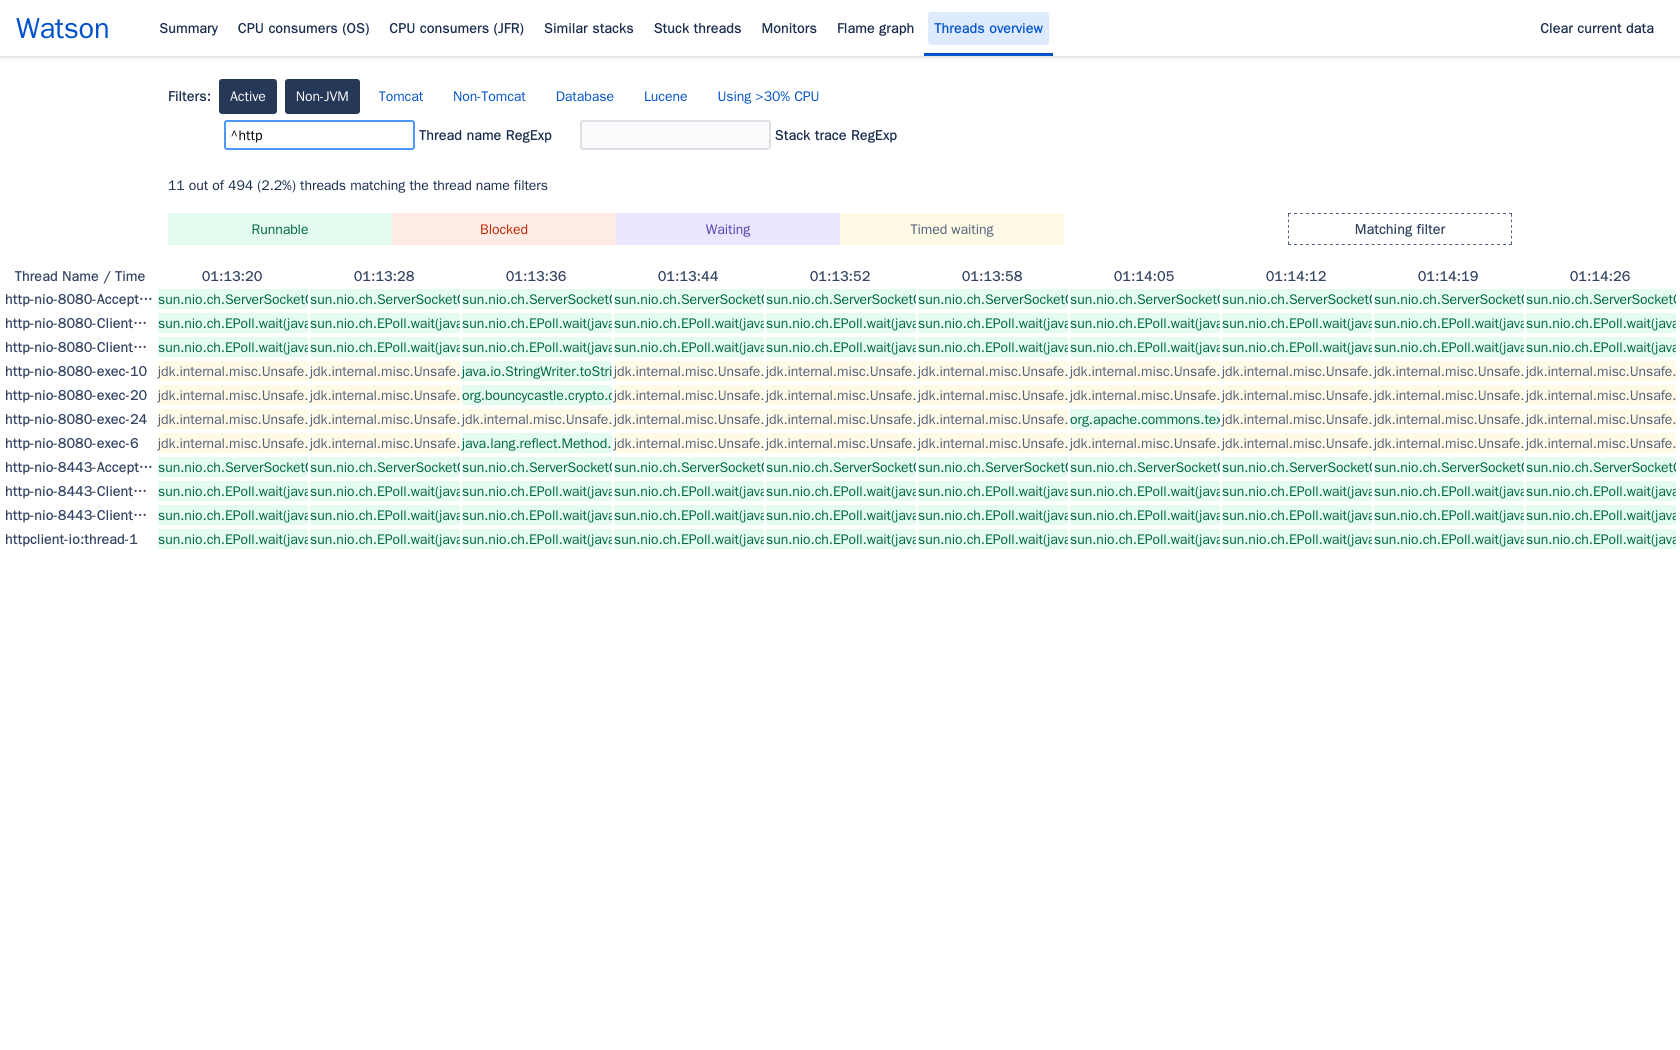 Watson Summary CPU consumers (OS) CPU consumers (JFR) Similar stacks Stuck threads Monitors Flame graph Threads overview Clear current data
Filters: Active Non-JVM Tomcat Non-Tomcat Database Lucene Using >30% CPU
^http Thread name RegExp Stack trace RegExp
11 out of 494 (2.2%) threads matching the thread name filters
Runnable Blocked Waiting Timed waiting Matching filter
Thread Name / Time 01:13:20 01:13:28 01:13:36 01:13:44 01:13:52 01:13:58 01:14:05 01:14:12 01:14:19 01:14:26
http-nio-8080-Accept… sun.nio.ch.ServerSocket( sun.nio.ch.ServerSocket( sun.nio.ch.ServerSocket( sun.nio.ch.ServerSocket( sun.nio.ch.ServerSocket( sun.nio.ch.ServerSocket( sun.nio.ch.ServerSocket( sun.nio.ch.ServerSocket( sun.nio.ch.ServerSocket( sun.nio.ch.ServerSocket(
http-nio-8080-Client… sun.nio.ch.EPoll.wait(java sun.nio.ch.EPoll.wait(java sun.nio.ch.EPoll.wait(java sun.nio.ch.EPoll.wait(java sun.nio.ch.EPoll.wait(java sun.nio.ch.EPoll.wait(java sun.nio.ch.EPoll.wait(java sun.nio.ch.EPoll.wait(java sun.nio.ch.EPoll.wait(java sun.nio.ch.EPoll.wait(java
http-nio-8080-Client… sun.nio.ch.EPoll.wait(java sun.nio.ch.EPoll.wait(java sun.nio.ch.EPoll.wait(java sun.nio.ch.EPoll.wait(java sun.nio.ch.EPoll.wait(java sun.nio.ch.EPoll.wait(java sun.nio.ch.EPoll.wait(java sun.nio.ch.EPoll.wait(java sun.nio.ch.EPoll.wait(java sun.nio.ch.EPoll.wait(java
http-nio-8080-exec-10 jdk.internal.misc.Unsafe. jdk.internal.misc.Unsafe. java.io.StringWriter.toStri jdk.internal.misc.Unsafe. jdk.internal.misc.Unsafe. jdk.internal.misc.Unsafe. jdk.internal.misc.Unsafe. jdk.internal.misc.Unsafe. jdk.internal.misc.Unsafe. jdk.internal.misc.Unsafe.
http-nio-8080-exec-20 jdk.internal.misc.Unsafe. jdk.internal.misc.Unsafe. org.bouncycastle.crypto.c jdk.internal.misc.Unsafe. jdk.internal.misc.Unsafe. jdk.internal.misc.Unsafe. jdk.internal.misc.Unsafe. jdk.internal.misc.Unsafe. jdk.internal.misc.Unsafe. jdk.internal.misc.Unsafe.
http-nio-8080-exec-24 jdk.internal.misc.Unsafe. jdk.internal.misc.Unsafe. jdk.internal.misc.Unsafe. jdk.internal.misc.Unsafe. jdk.internal.misc.Unsafe. jdk.internal.misc.Unsafe. org.apache.commons.tex jdk.internal.misc.Unsafe. jdk.internal.misc.Unsafe. jdk.internal.misc.Unsafe.
http-nio-8080-exec-6 jdk.internal.misc.Unsafe. jdk.internal.misc.Unsafe. java.lang.reflect.Method. jdk.internal.misc.Unsafe. jdk.internal.misc.Unsafe. jdk.internal.misc.Unsafe. jdk.internal.misc.Unsafe. jdk.internal.misc.Unsafe. jdk.internal.misc.Unsafe. jdk.internal.misc.Unsafe.
http-nio-8443-Accept… sun.nio.ch.ServerSocket( sun.nio.ch.ServerSocket( sun.nio.ch.ServerSocket( sun.nio.ch.ServerSocket( sun.nio.ch.ServerSocket( sun.nio.ch.ServerSocket( sun.nio.ch.ServerSocket( sun.nio.ch.ServerSocket( sun.nio.ch.ServerSocket( sun.nio.ch.ServerSocket(
http-nio-8443-Client… sun.nio.ch.EPoll.wait(java sun.nio.ch.EPoll.wait(java sun.nio.ch.EPoll.wait(java sun.nio.ch.EPoll.wait(java sun.nio.ch.EPoll.wait(java sun.nio.ch.EPoll.wait(java sun.nio.ch.EPoll.wait(java sun.nio.ch.EPoll.wait(java sun.nio.ch.EPoll.wait(java sun.nio.ch.EPoll.wait(java
http-nio-8443-Client… sun.nio.ch.EPoll.wait(java sun.nio.ch.EPoll.wait(java sun.nio.ch.EPoll.wait(java sun.nio.ch.EPoll.wait(java sun.nio.ch.EPoll.wait(java sun.nio.ch.EPoll.wait(java sun.nio.ch.EPoll.wait(java sun.nio.ch.EPoll.wait(java sun.nio.ch.EPoll.wait(java sun.nio.ch.EPoll.wait(java
httpclient-io:thread-1 sun.nio.ch.EPoll.wait(java sun.nio.ch.EPoll.wait(java sun.nio.ch.EPoll.wait(java sun.nio.ch.EPoll.wait(java sun.nio.ch.EPoll.wait(java sun.nio.ch.EPoll.wait(java sun.nio.ch.EPoll.wait(java sun.nio.ch.EPoll.wait(java sun.nio.ch.EPoll.wait(java sun.nio.ch.EPoll.wait(java